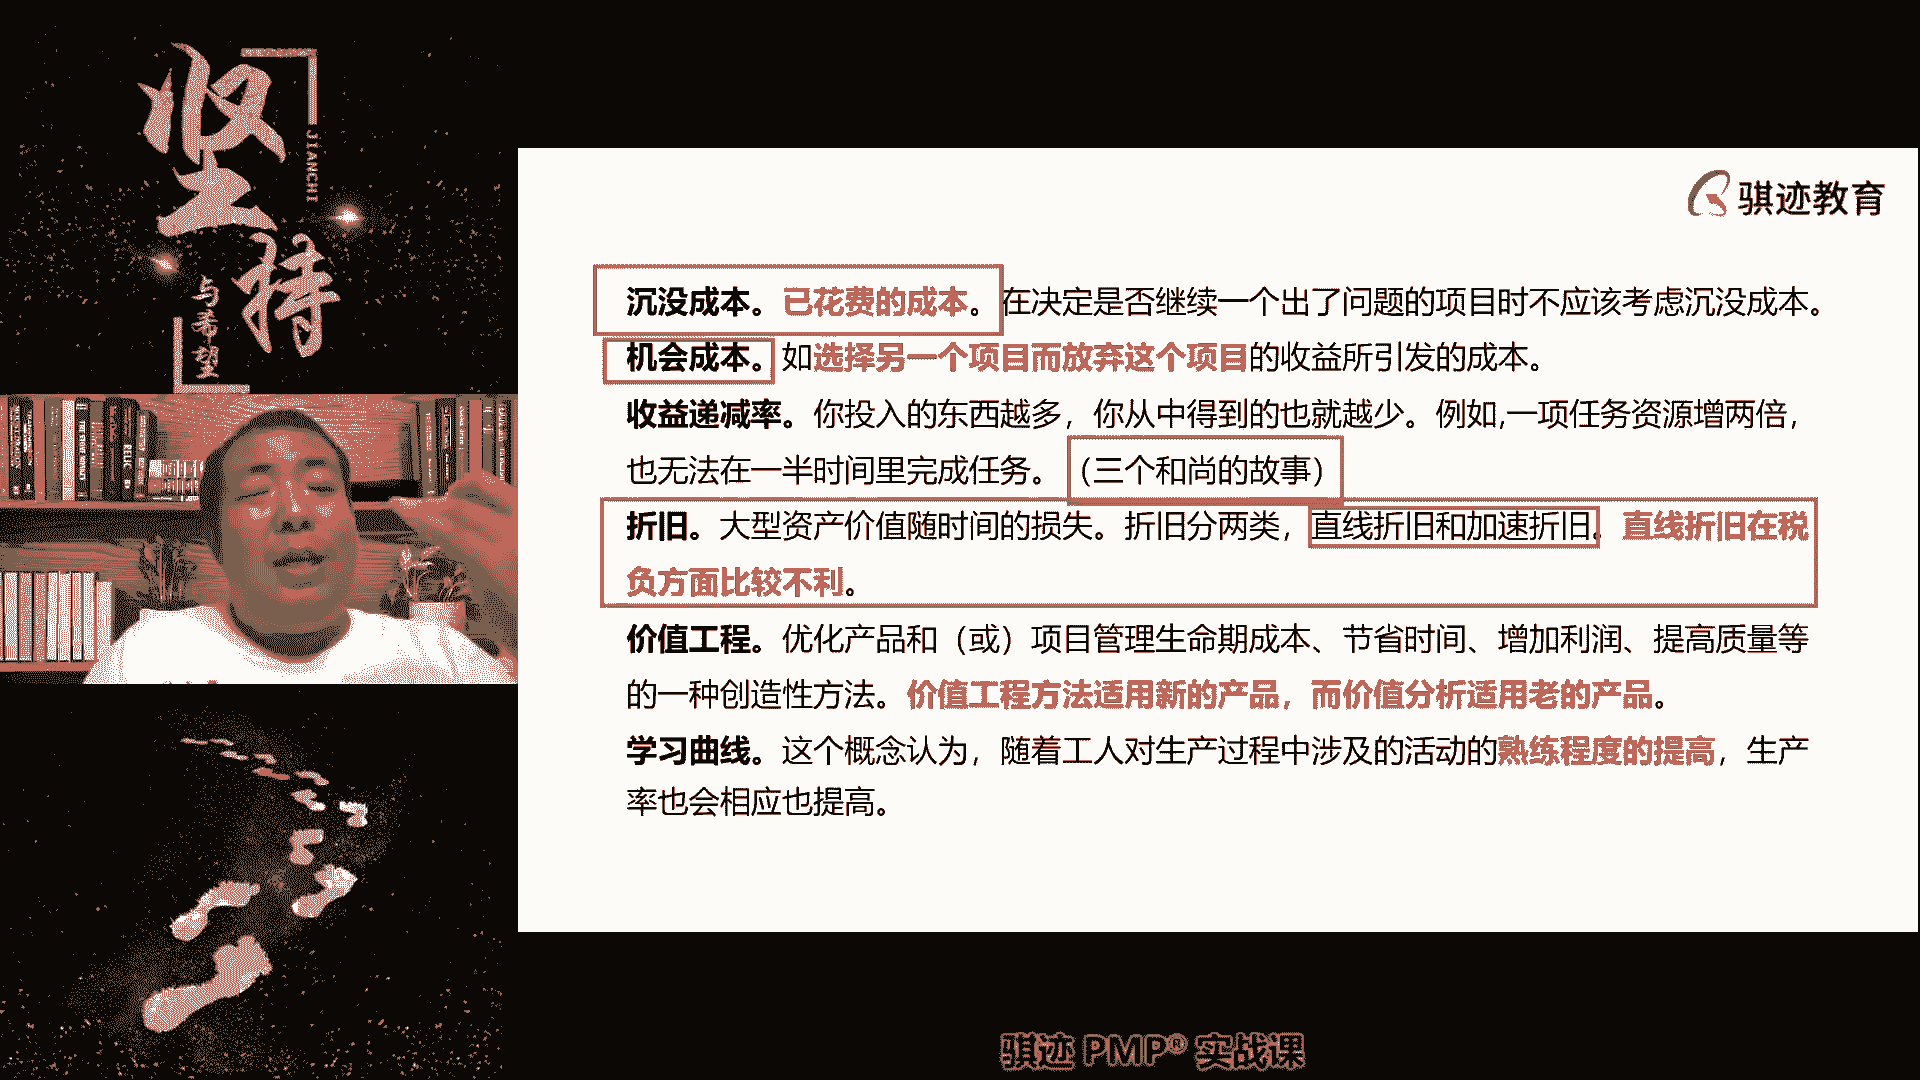 坚持
JIANCHI
与希望
骐迹教育
沉没成本。已花费的成本。在决定是否继续一个出了问题的项目时不应该考虑沉没成本。
机会成本。如选择另一个项目而放弃这个项目的收益所引发的成本。
收益递减率。你投入的东西越多，你从中得到的也就越少。例如,一项任务资源增两倍，
也无法在一半时间里完成任务。（三个和尚的故事）
折旧。大型资产价值随时间的损失。折旧分两类，直线折旧和加速折旧。直线折旧在税
负方面比较不利。
价值工程。优化产品和（或）项目管理生命期成本、节省时间、增加利润、提高质量等
的一种创造性方法。价值工程方法适用新的产品，而价值分析适用老的产品。
学习曲线。这个概念认为，随着工人对生产过程中涉及的活动的熟练程度的提高，生产
率也会相应也提高。
骐迹 PMP® 实战课